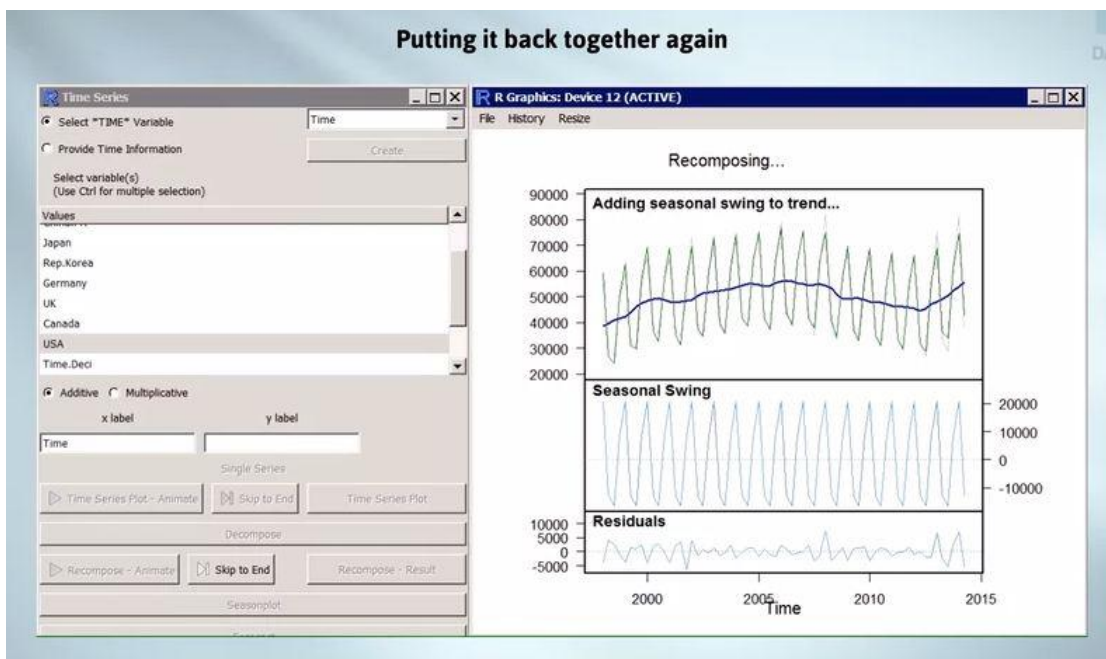 Putting it back together again
Time Series
Select "TIME" Variable
Time
Provide Time Information
Create
Select variable(s)
(Use Ctrl for multiple selection)
Values
Japan
Rep.Korea
Germany
UK
Canada
USA
Time.Deci
Additive
Multiplicative
x label
y label
Time
Single Series
Time Series Plot - Animate
Skip to End
Time Series Plot
Decompose
Recompose - Animate
Skip to End
Recompose - Result
Seasonplot
R Graphics: Device 12 (ACTIVE)
File History Resize
Recomposing...
Adding seasonal swing to trend...
90000
80000
70000
60000
50000
40000
30000
20000
Seasonal Swing
20000
10000
0
-10000
Residuals
10000
5000
0
-5000
2000 2005 2010 2015
Time